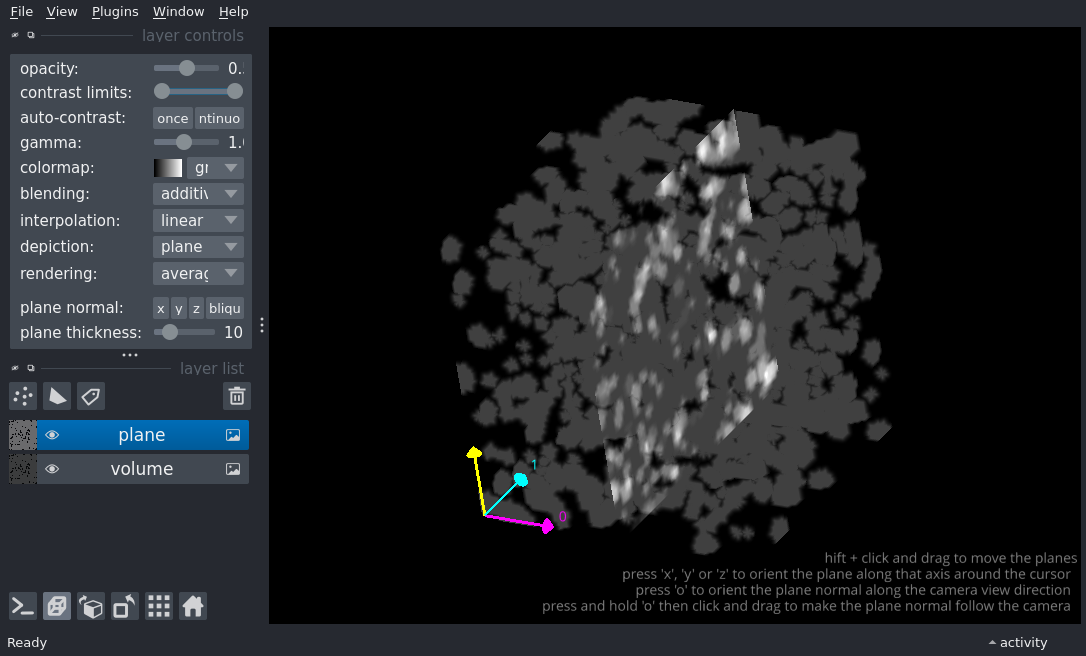 File View Plugins Window Help
layer controls
opacity: 0.
contrast limits:
auto-contrast: once ntinuo
gamma: 1.
colormap: gr
blending: additiv
interpolation: linear
depiction: plane
rendering: averag
plane normal: x y z bliqu
plane thickness: 10
layer list
plane
volume
1
0
hift + click and drag to move the planes
press 'x', 'y' or 'z' to orient the plane along that axis around the cursor
press 'o' to orient the plane normal along the camera view direction
press and hold 'o' then click and drag to make the plane normal follow the camera
Ready
activity